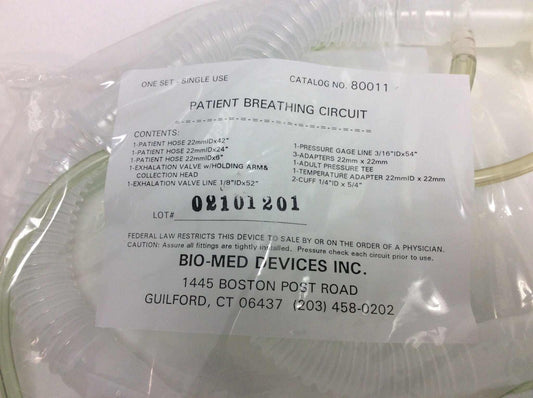 ONE SET - SINGLE USE
CATALOG NO. 80011
PATIENT BREATHING CIRCUIT
CONTENTS:
1-PATIENT HOSE 22mmIDx42"
1-PATIENT HOSE 22mmIDx24"
1-PATIENT HOSE 22mmIDx6"
1-EXHALATION VALVE w/HOLDING ARM&
COLLECTION HEAD
1-EXHALATION VALVE LINE 1/8"IDx52"
1-PRESSURE GAGE LINE 3/16"IDx54"
3-ADAPTERS 22mm x 22mm
1-ADULT PRESSURE TEE
1-TEMPERATURE ADAPTER 22mmID x 22mm
2-CUFF 1/4"ID x 5/4"
LOT# 02101201
FEDERAL LAW RESTRICTS THIS DEVICE TO SALE BY OR ON THE ORDER OF A PHYSICIAN.
CAUTION: Assure all fittings are tightly installed. Pressure check each circuit prior to use.
BIO-MED DEVICES INC.
1445 BOSTON POST ROAD
GUILFORD, CT 06437 (203) 458-0202